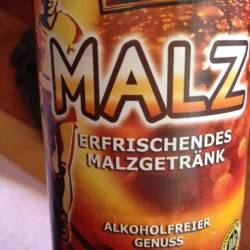 MALZ
ERFRISCHENDES
MALZGETRÄNK
ALKOHOLFREIER
GENUSS